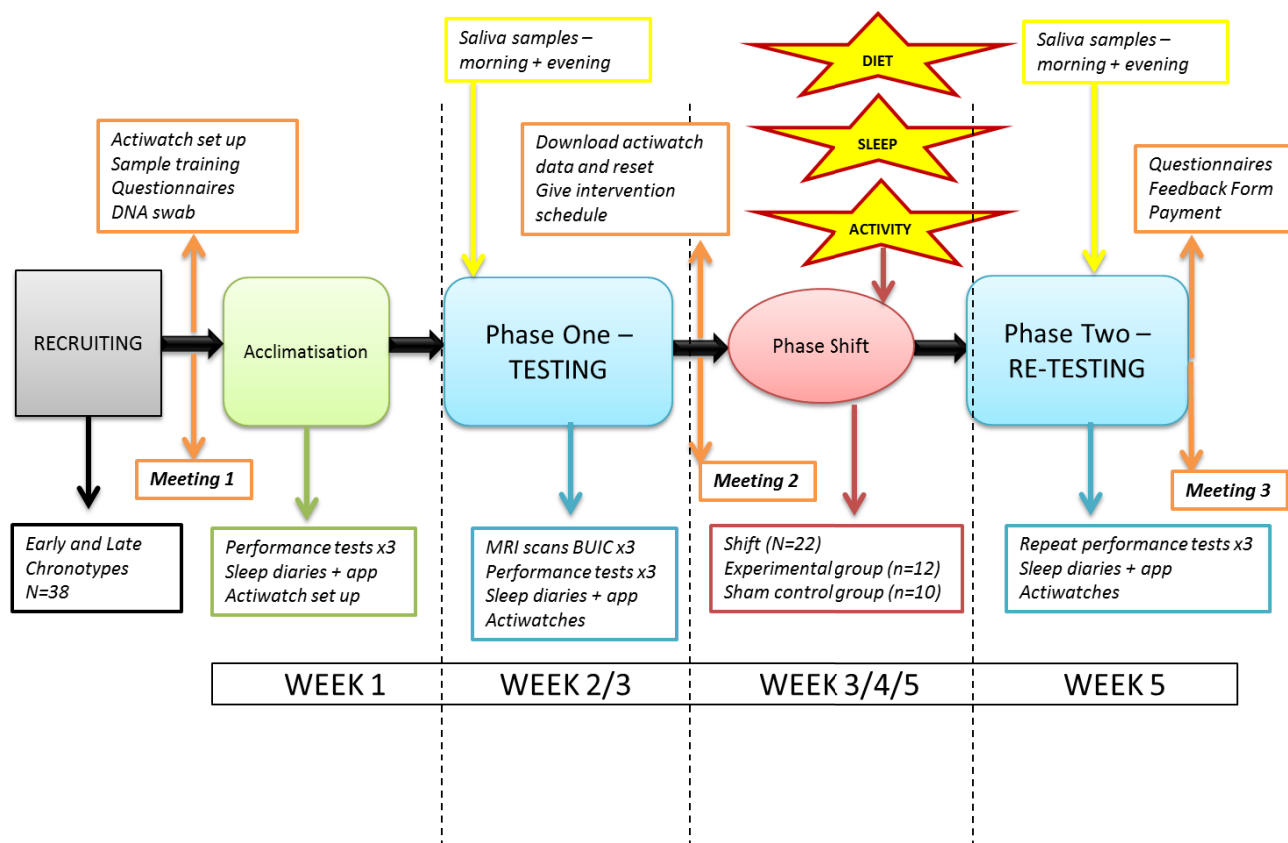 Saliva samples –
morning + evening
DIET
SLEEP
ACTIVITY
Saliva samples –
morning + evening
Actiwatch set up
Sample training
Questionnaires
DNA swab
Download actiwatch
data and reset
Give intervention
schedule
Questionnaires
Feedback Form
Payment
RECRUITING
Acclimatisation
Phase One –
TESTING
Phase Shift
Phase Two –
RE-TESTING
Meeting 1
Meeting 2
Meeting 3
Early and Late
Chronotypes
N=38
Performance tests x3
Sleep diaries + app
Actiwatch set up
MRI scans BUIC x3
Performance tests x3
Sleep diaries + app
Actiwatches
Shift (N=22)
Experimental group (n=12)
Sham control group (n=10)
Repeat performance tests x3
Sleep diaries + app
Actiwatches
WEEK 1
WEEK 2/3
WEEK 3/4/5
WEEK 5